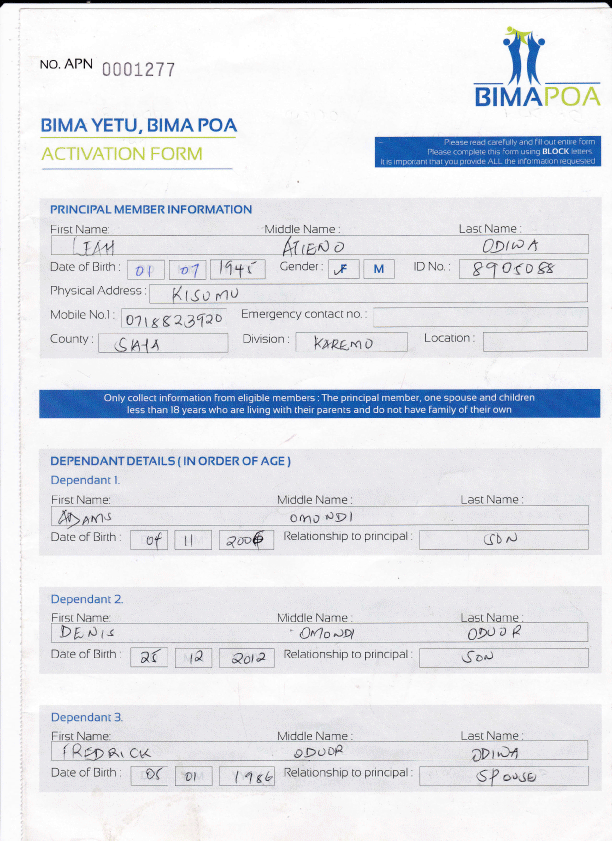 NO. APN 0001277
BIMAPOA
BIMA YETU, BIMA POA
ACTIVATION FORM
Please read carefully and fill out entire form
Please complete this form using BLOCK letters.
It is important that you provide ALL the information requested
PRINCIPAL MEMBER INFORMATION
First Name: Middle Name : Last Name :
ATIENO ODIWA
Date of Birth : 01 07 1945 Gender : F M ID No. : 8905088
Physical Address : KISUMU
Mobile No.1 : 0718823920 Emergency contact no. :
County : SAIA Division : KAREMO Location :
Only collect information from eligible members : The principal member, one spouse and children
less than 18 years who are living with their parents and do not have family of their own
DEPENDANT DETAILS ( IN ORDER OF AGE )
Dependant 1.
First Name: Middle Name : Last Name :
ADAMS OMONDI
Date of Birth : 04 11 Relationship to principal : SON
Dependant 2.
First Name: Middle Name : Last Name :
DENIS OMONDI ODUOR
Date of Birth : 25 12 2012 Relationship to principal : SON
Dependant 3.
First Name: Middle Name : Last Name :
FREDRICK ODUOR ODIWA
Date of Birth : 05 01 1986 Relationship to principal : SPOUSE